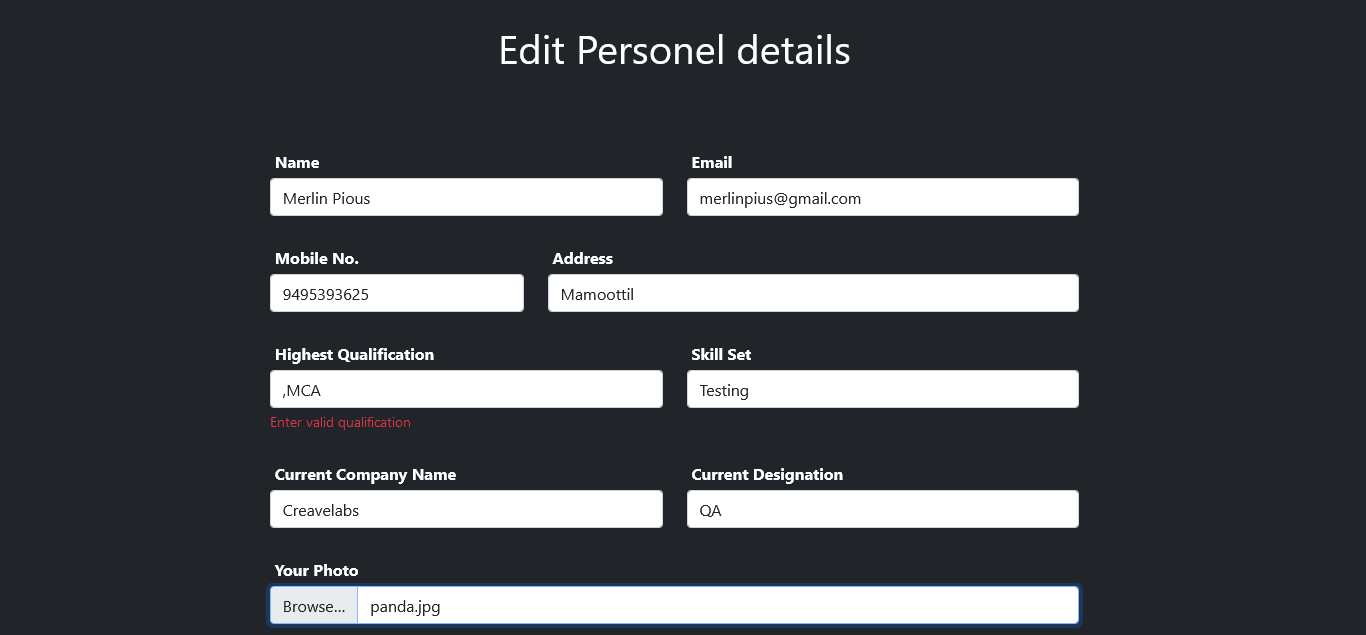 Edit Personel details
Name
Email
Merlin Pious
merlinpius@gmail.com
Mobile No.
Address
9495393625
Mamoottil
Highest Qualification
Skill Set
,MCA
Testing
Enter valid qualification
Current Company Name
Current Designation
Creavelabs
QA
Your Photo
Browse... panda.jpg